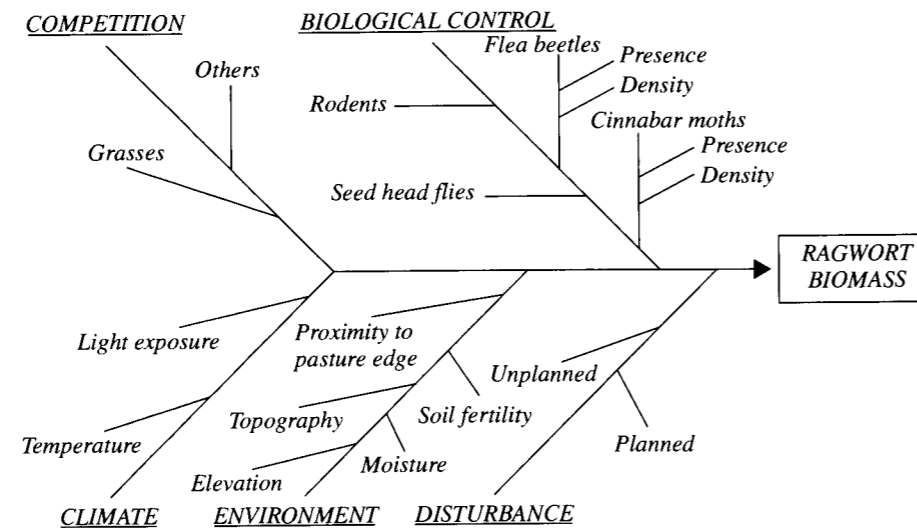 COMPETITION
BIOLOGICAL CONTROL
Flea beetles
Others
Presence
Density
Rodents
Cinnabar moths
Grasses
Presence
Density
Seed head flies
RAGWORT
BIOMASS
Light exposure
Proximity to
pasture edge
Unplanned
Topography
Soil fertility
Temperature
Planned
Moisture
Elevation
CLIMATE
ENVIRONMENT
DISTURBANCE